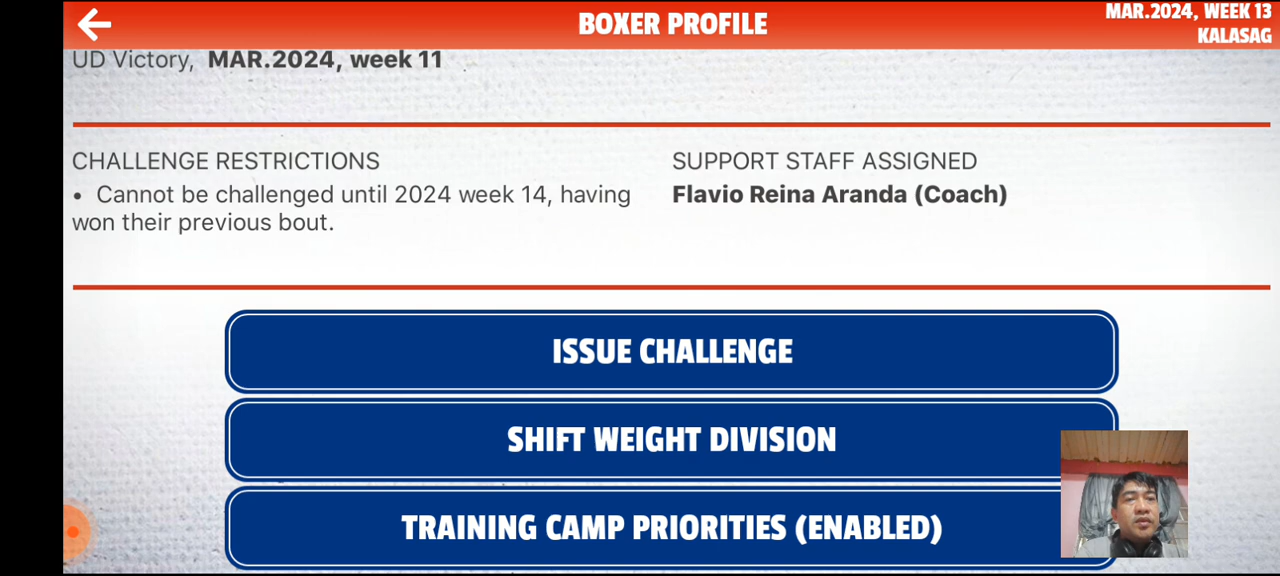 BOXER PROFILE
MAR.2024, WEEK 13
KALASAG
UD Victory, MAR.2024, week 11
CHALLENGE RESTRICTIONS
• Cannot be challenged until 2024 week 14, having
won their previous bout.
SUPPORT STAFF ASSIGNED
Flavio Reina Aranda (Coach)
ISSUE CHALLENGE
SHIFT WEIGHT DIVISION
TRAINING CAMP PRIORITIES (ENABLED)